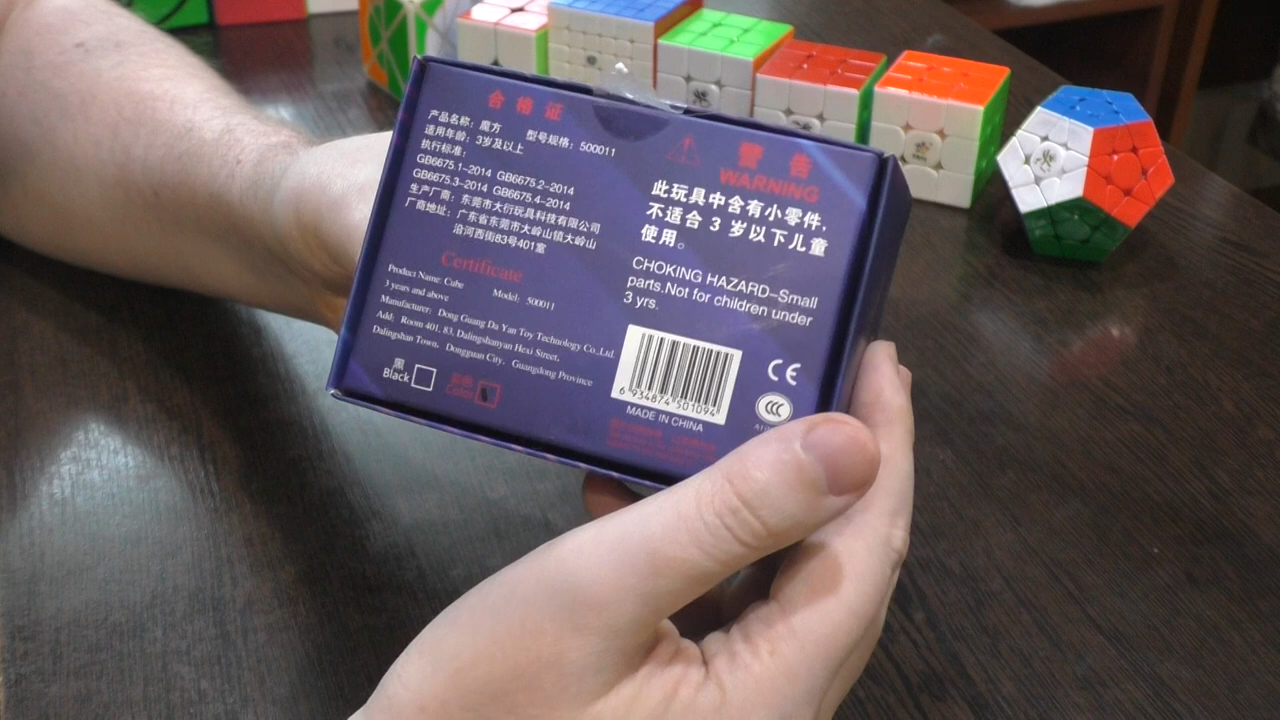 合格证
产品名称：魔方 型号规格：500011
适用年龄：3岁及以上
执行标准：
GB6675.1-2014 GB6675.2-2014
GB6675.3-2014 GB6675.4-2014
生产厂商：东莞市大衍玩具科技有限公司
厂商地址：广东省东莞市大岭山镇大岭山
沿河西街83号401室
Certificate
Product Name: Cube Model: 500011
3 years and above
Manufacturer: Dong Guang Da Yan Toy Technology Co.,Ltd.
Add: Room 401, 83, Dalingshanyan Hexi Street,
Dalingshan Town, Dongguan City, Guangdong Province
黑
Black
Color
警告
WARNING
此玩具中含有小零件,
不适合 3 岁以下儿童
使用。
CHOKING HAZARD-Small
parts.Not for children under
3 yrs.
6 934874 501094
MADE IN CHINA
CE
CCC